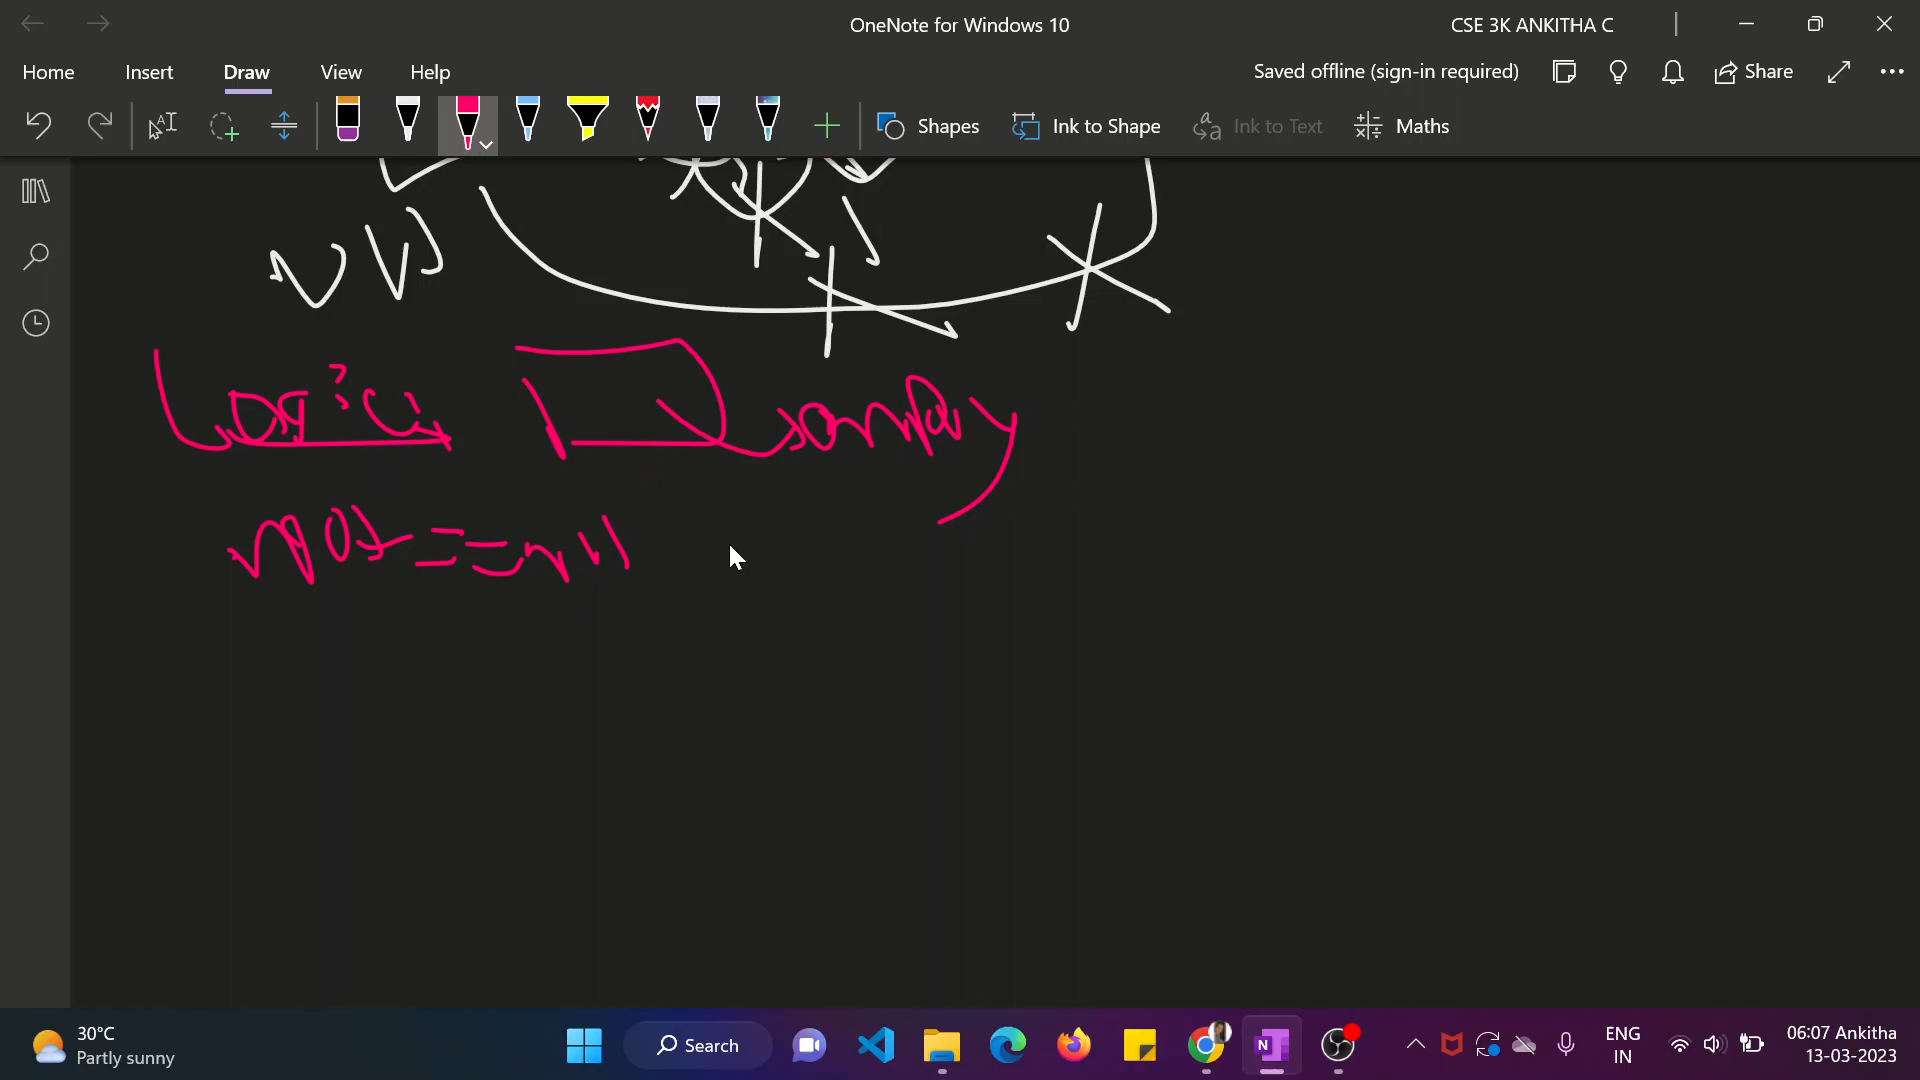 OneNote for Windows 10 CSE 3K ANKITHA C
Home Insert Draw View Help Saved offline (sign-in required) Share
Shapes Ink to Shape Ink to Text Maths
Logic
== null
30°C
Partly sunny
Search
ENG
IN
06:07 Ankitha
13-03-2023